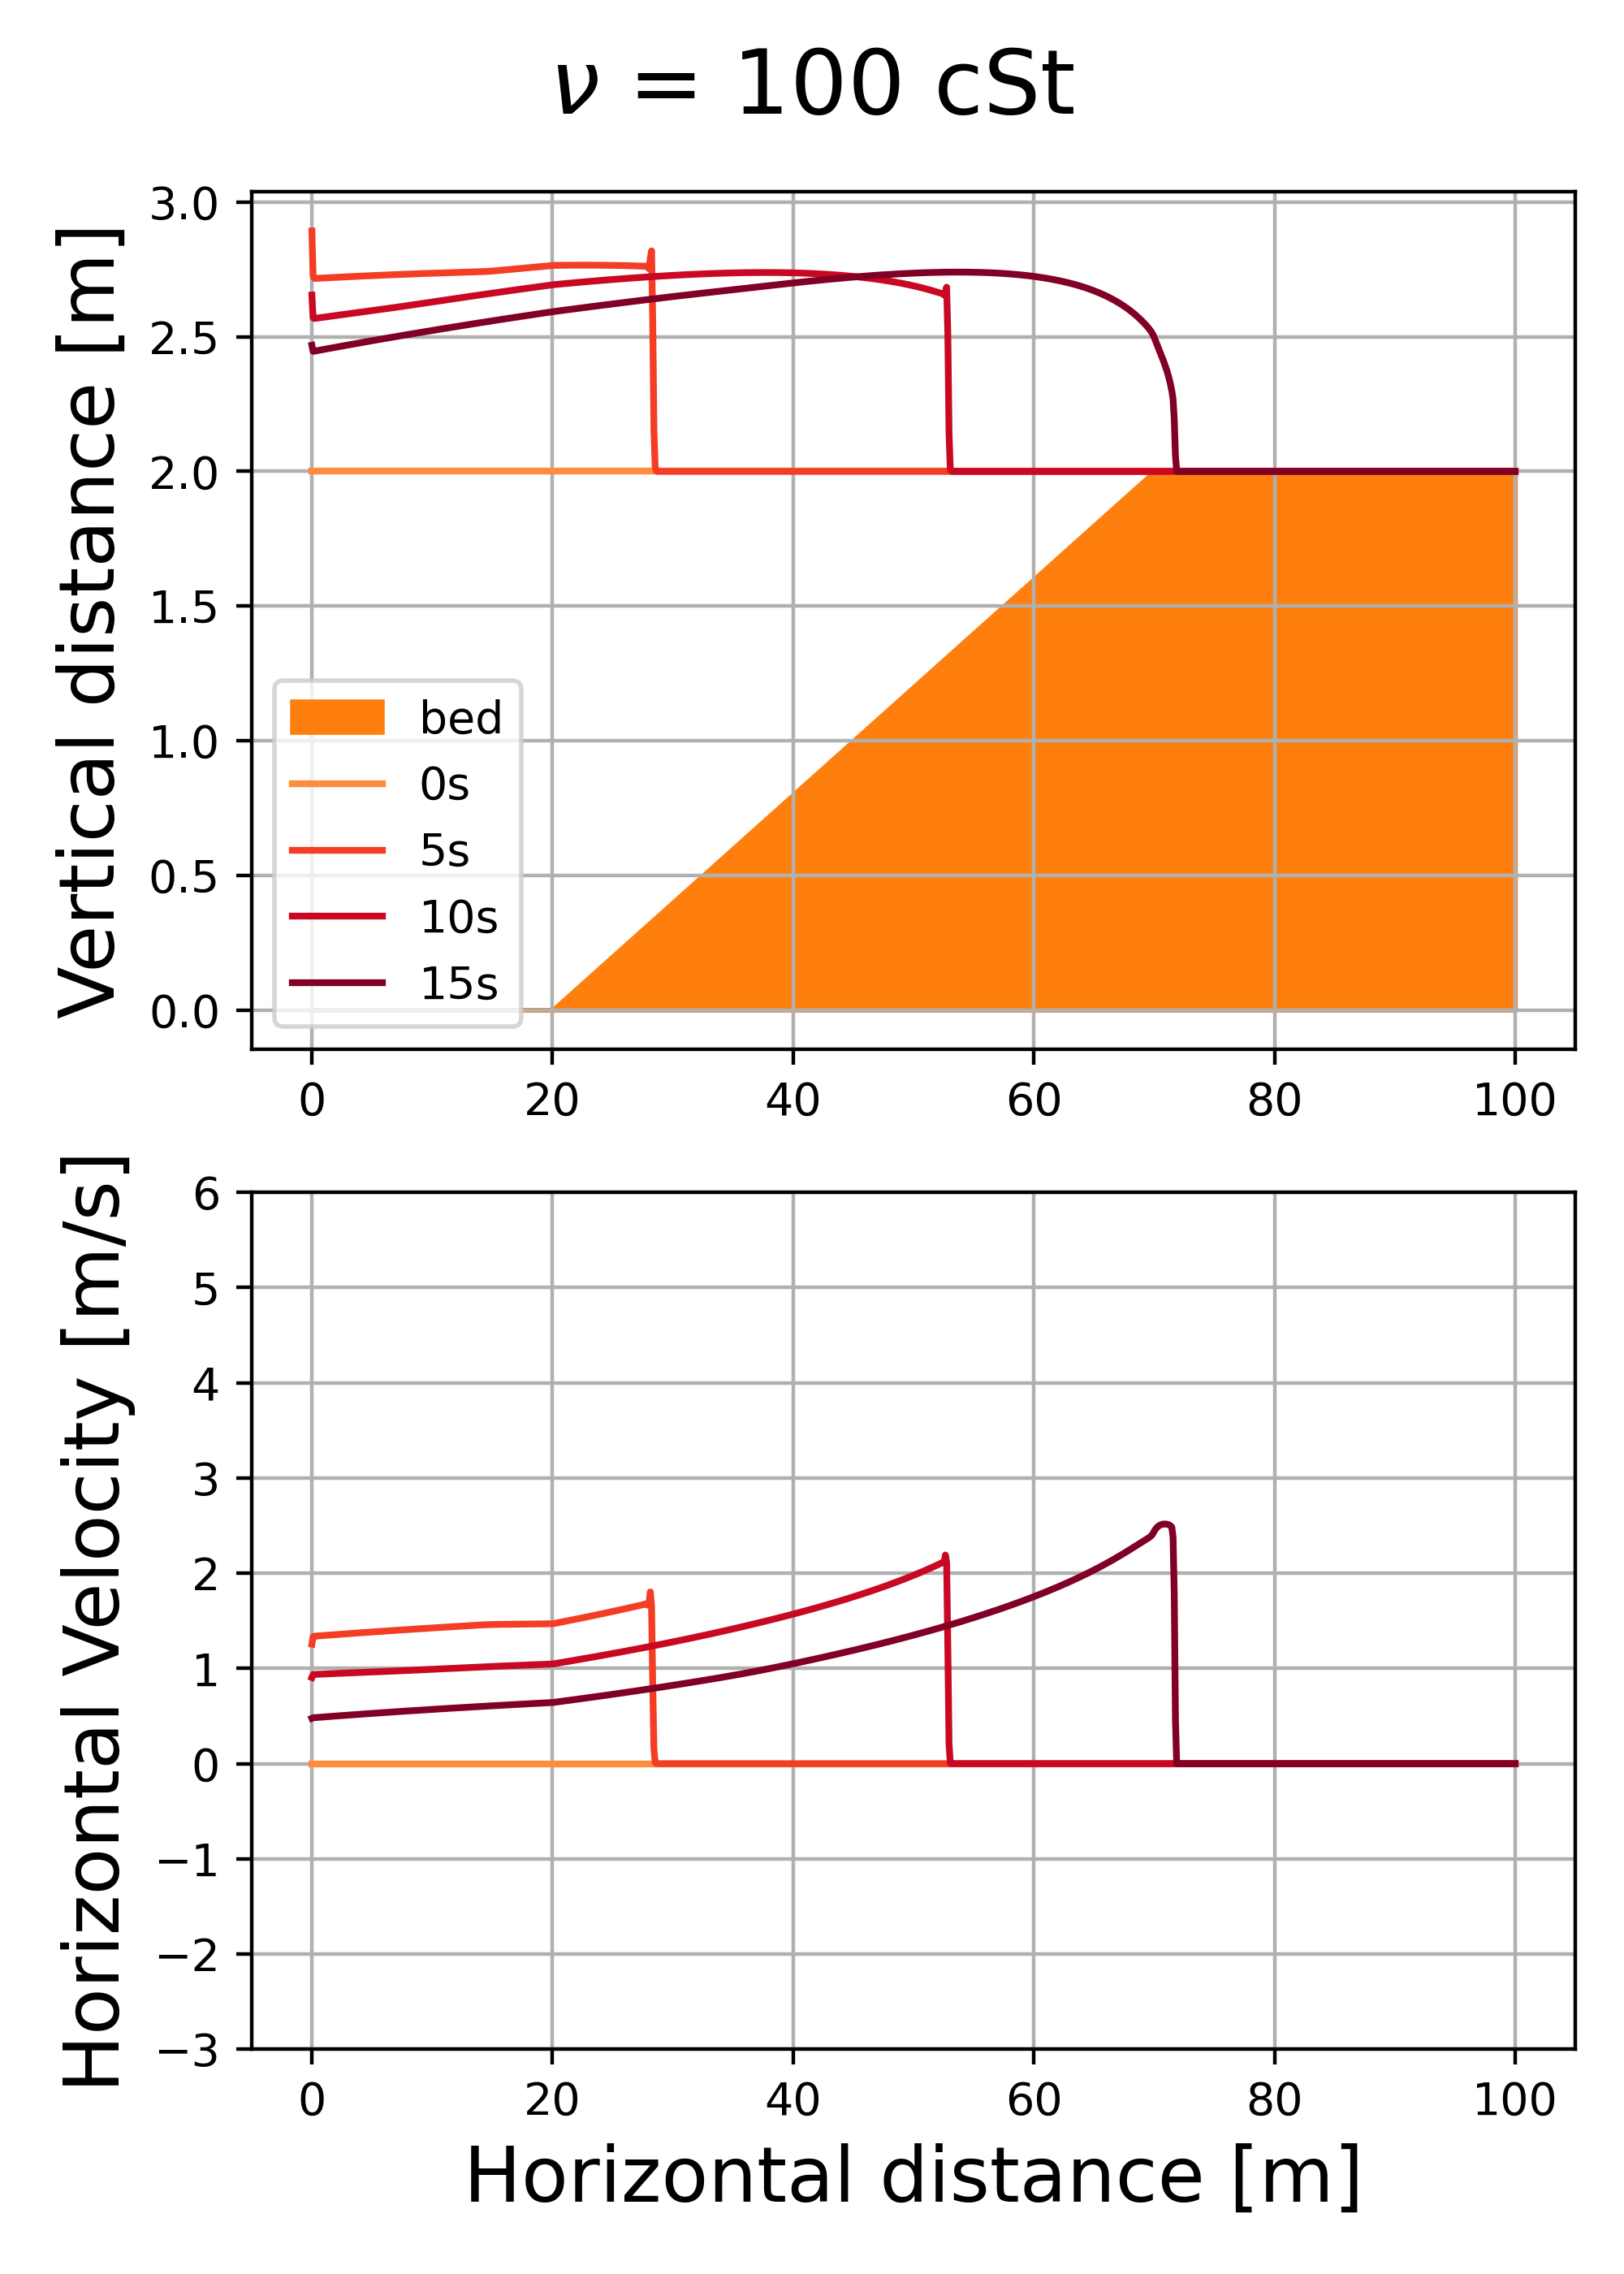 ν = 100 cSt
Vertical distance [m]
3.0
2.5
2.0
1.5
1.0
0.5
0.0
bed
0s
5s
10s
15s
0 20 40 60 80 100
Horizontal Velocity [m/s]
6
5
4
3
2
1
0
−1
−2
−3
0 20 40 60 80 100
Horizontal distance [m]